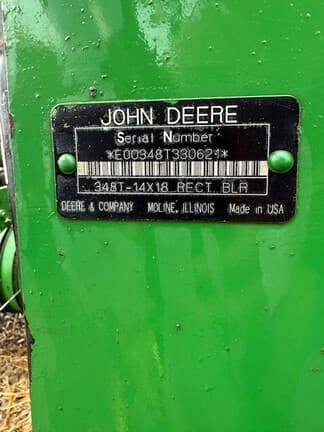 JOHN DEERE
Serial Number
*E00348T330621*
348T-14X18 RECT BLR
DEERE & COMPANY MOLINE, ILLINOIS Made in USA